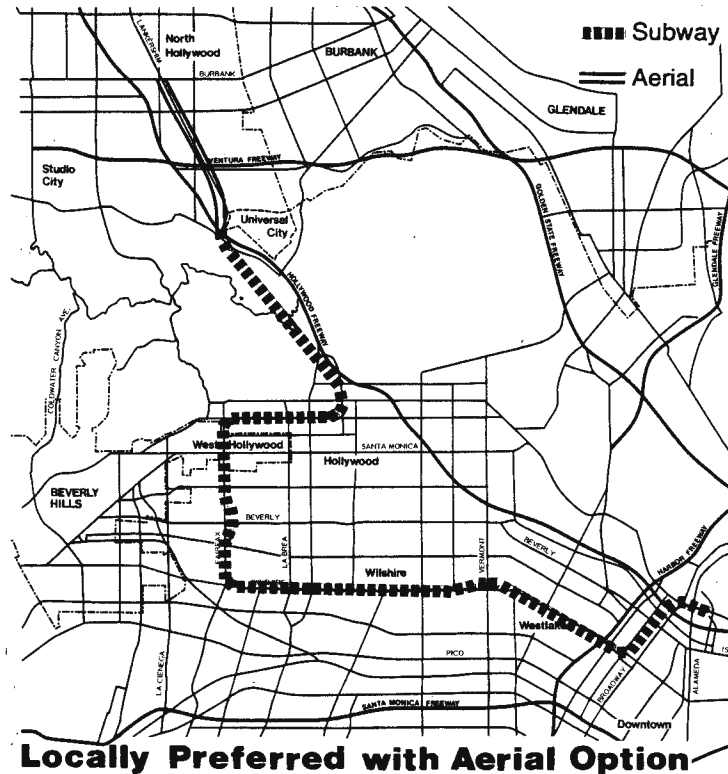 Subway
Aerial
LANKERSHIM
North
Hollywood
BURBANK
BURBANK
GLENDALE
VENTURA FREEWAY
Studio
City
Universal
City
GOLDEN STATE FREEWAY
GLENDALE FREEWAY
HOLLYWOOD FREEWAY
COLDWATER CANYON AVE.
West Hollywood
SANTA MONICA
Hollywood
BEVERLY
HILLS
BEVERLY
LA BREA
VERMONT
BEVERLY
HARBOR FREEWAY
Wilshire
Westlake
PICO
LA CIENEGA
BROADWAY
ALAMEDA
SANTA MONICA FREEWAY
Downtown
Locally Preferred with Aerial Option